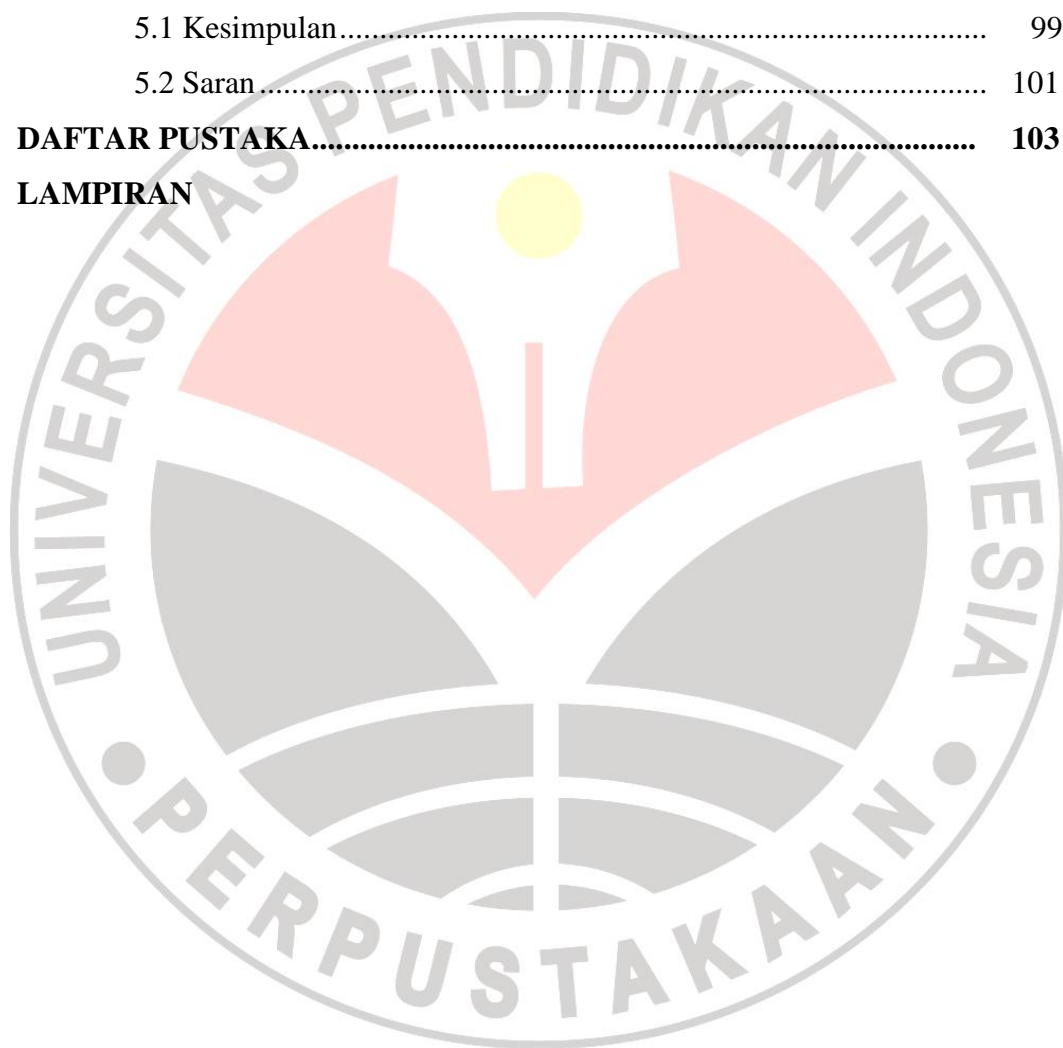 5.1 Kesimpulan.................................................................................. 99
5.2 Saran ............................................................................................ 101
DAFTAR PUSTAKA................................................................................... 103
LAMPIRAN
UNIVERSITAS PENDIDIKAN INDONESIA
PERPUSTAKAAN